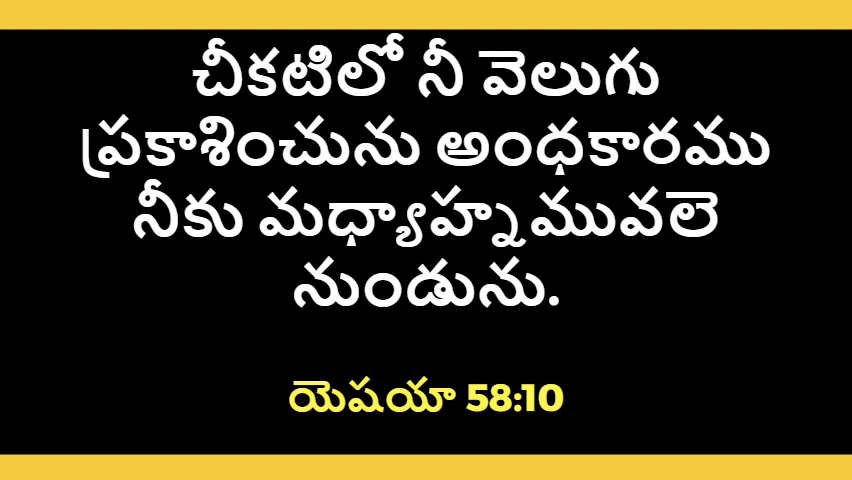 చీకటిలో నీ వెలుగు
ప్రకాశించును అంధకారము
నీకు మధ్యాహ్నమువలె
నుండును.
యెషయా 58:10